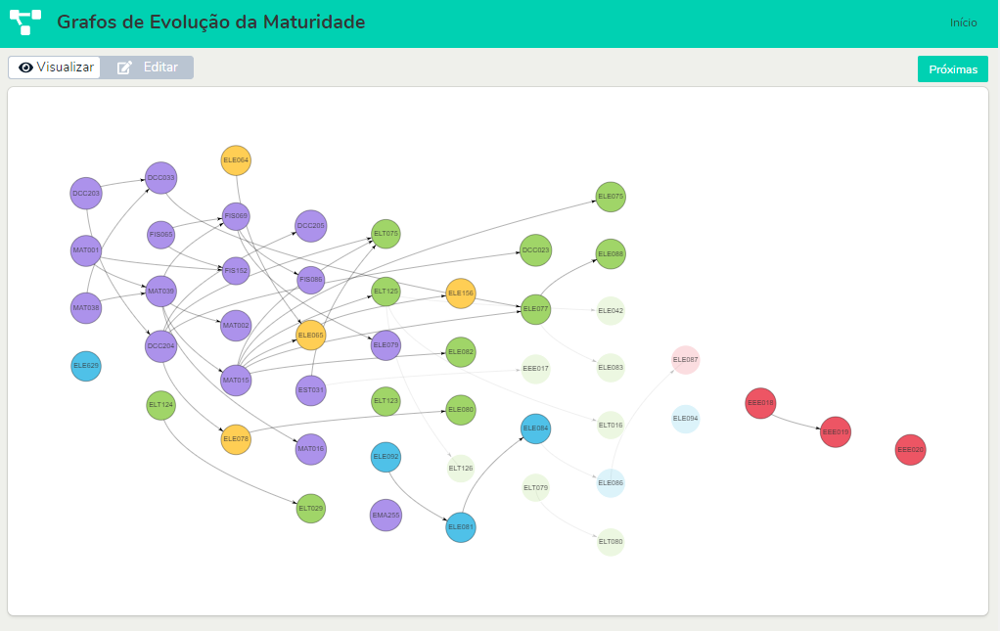 Grafos de Evolução da Maturidade
Início
Visualizar
Editar
Próximas
ELE064
DCC033
DCC203
ELE075
FIS069
DCC205
FIS065
ELT075
MAT001
DCC023
ELE088
FIS152
FIS086
MAT039
ELT125
ELE156
MAT038
ELE077
ELE042
MAT002
ELE065
DCC204
ELE079
ELE082
ELE087
ELE629
EEE017
ELE083
MAT015
EST031
ELT124
ELT123
EEE018
ELE080
ELE094
ELT016
ELE084
EEE019
ELE078
MAT016
EEE020
ELE092
ELT126
ELE086
ELT079
ELT029
EMA255
ELE081
ELT080